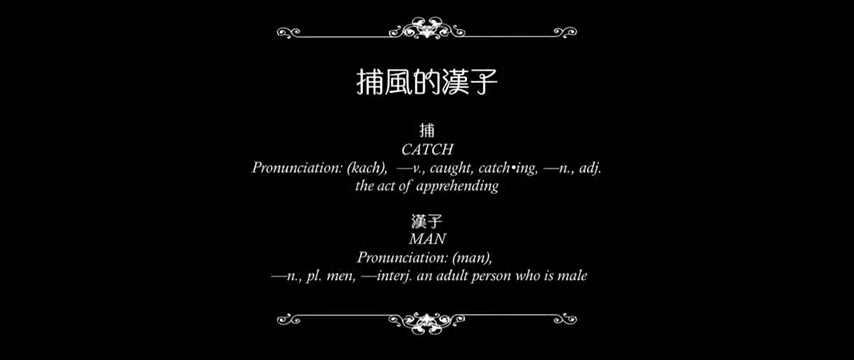 捕風的漢子
捕
CATCH
Pronunciation: (kach), —v., caught, catch•ing, —n., adj.
the act of apprehending
漢子
MAN
Pronunciation: (man),
—n., pl. men, —interj. an adult person who is male